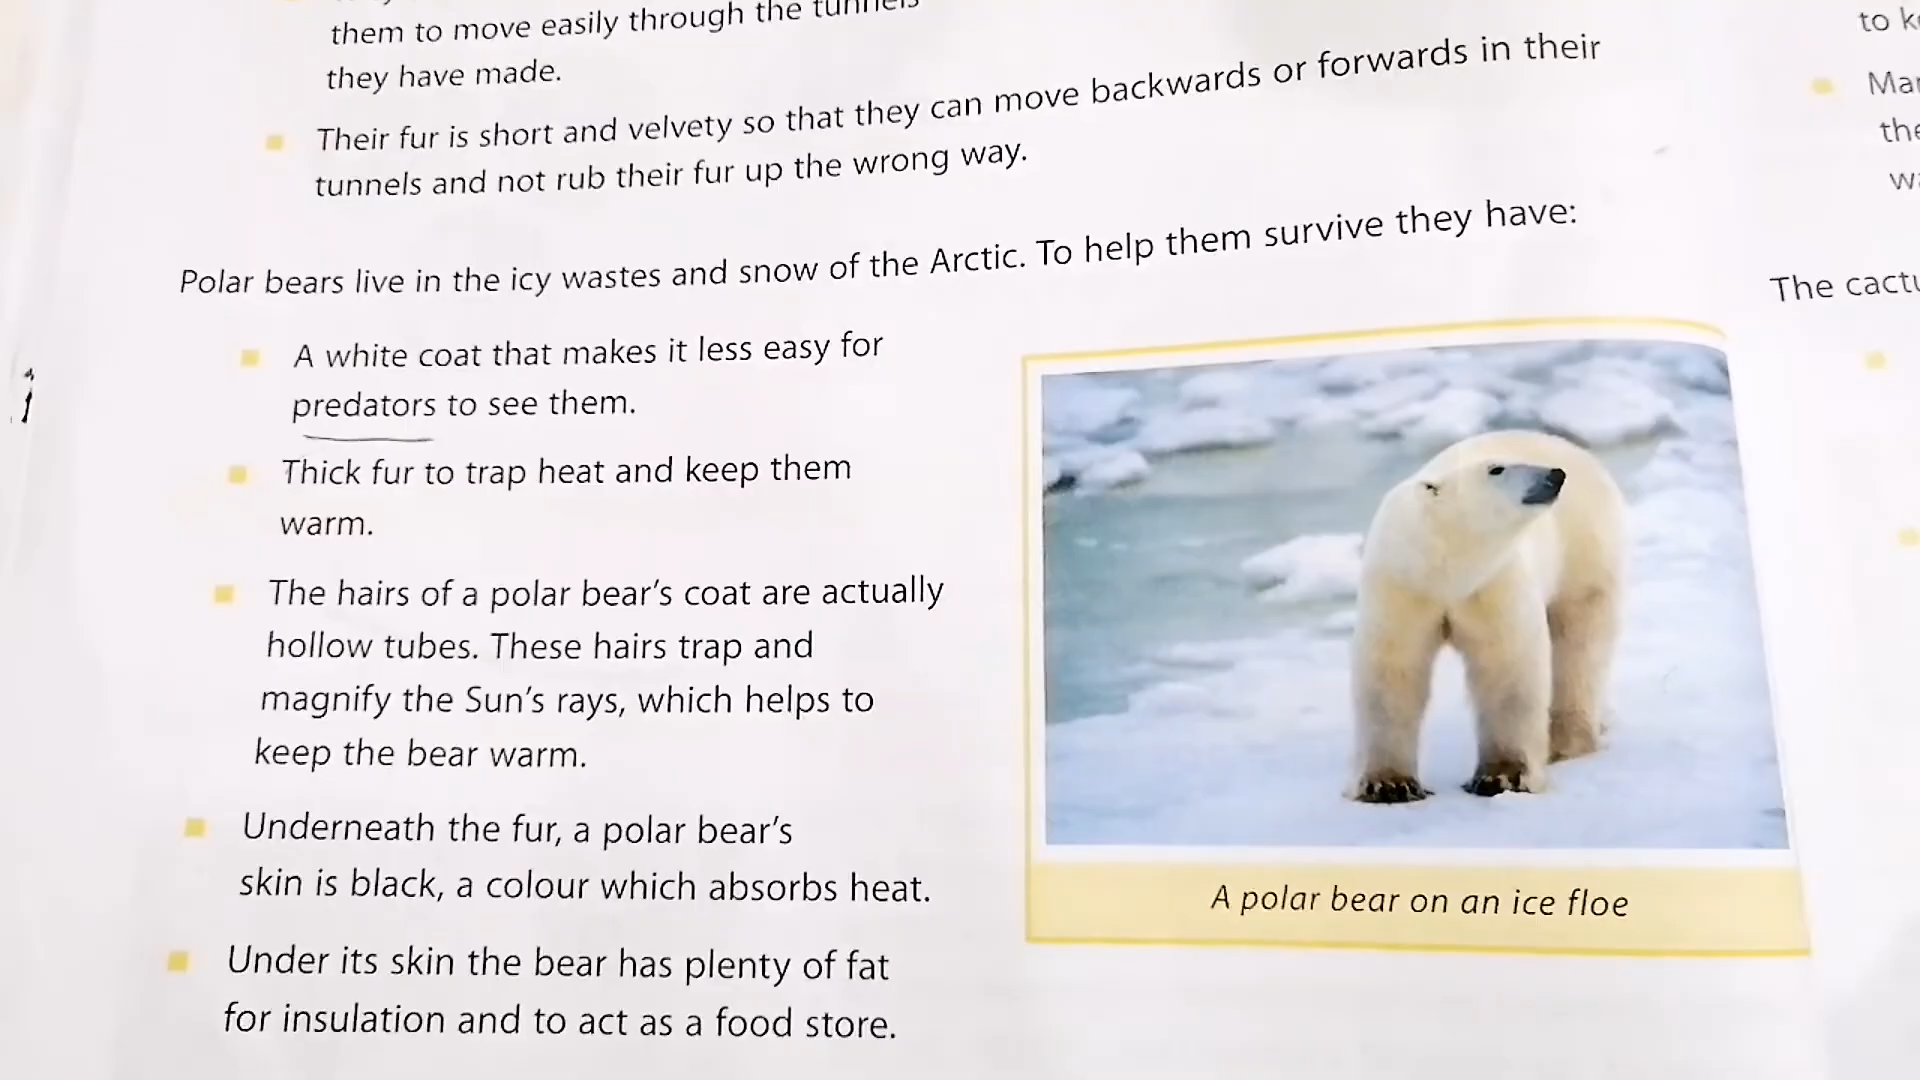 them to move easily through the tunnels
they have made.
Their fur is short and velvety so that they can move backwards or forwards in their
tunnels and not rub their fur up the wrong way.
Polar bears live in the icy wastes and snow of the Arctic. To help them survive they have:
A white coat that makes it less easy for
predators to see them.
Thick fur to trap heat and keep them
warm.
The hairs of a polar bear's coat are actually
hollow tubes. These hairs trap and
magnify the Sun's rays, which helps to
keep the bear warm.
Underneath the fur, a polar bear's
skin is black, a colour which absorbs heat.
Under its skin the bear has plenty of fat
for insulation and to act as a food store.
A polar bear on an ice floe
to
The